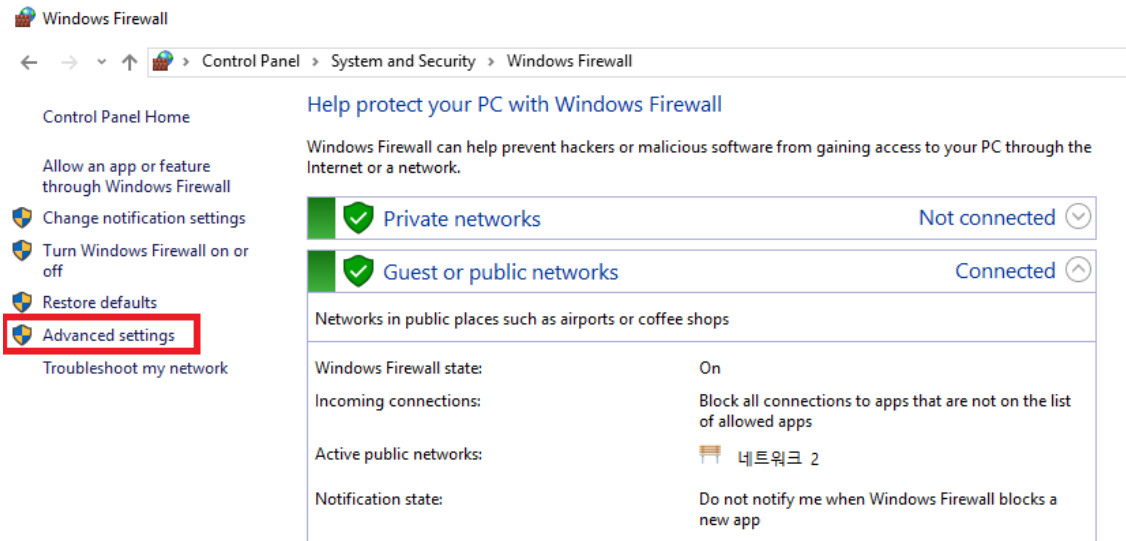 Windows Firewall
Control Panel > System and Security > Windows Firewall
Control Panel Home
Allow an app or feature
through Windows Firewall
Change notification settings
Turn Windows Firewall on or
off
Restore defaults
Advanced settings
Troubleshoot my network
Help protect your PC with Windows Firewall
Windows Firewall can help prevent hackers or malicious software from gaining access to your PC through the
Internet or a network.
Private networks Not connected
Guest or public networks Connected
Networks in public places such as airports or coffee shops
Windows Firewall state: On
Incoming connections: Block all connections to apps that are not on the list
of allowed apps
Active public networks: 네트워크 2
Notification state: Do not notify me when Windows Firewall blocks a
new app